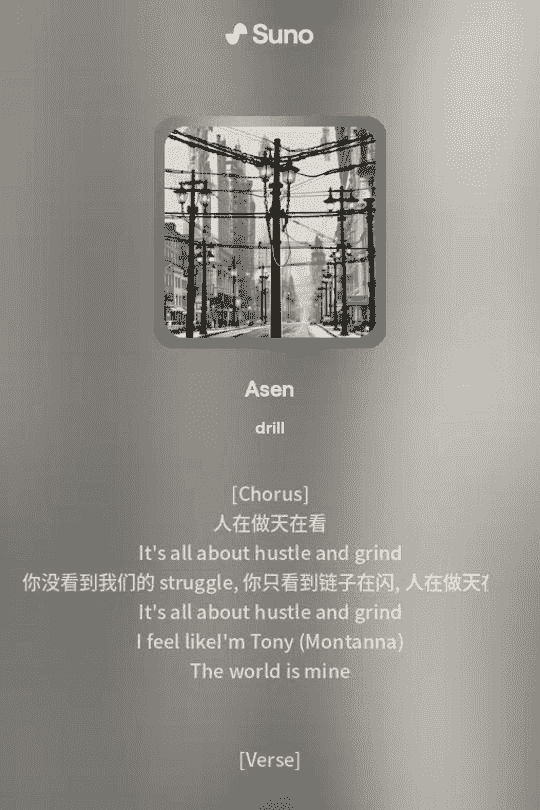 Suno
Asen
drill
[Chorus]
人在做天在看
It's all about hustle and grind
你没看到我们的 struggle, 你只看到链子在闪, 人在做天
It's all about hustle and grind
I feel likeI'm Tony (Montanna)
The world is mine
[Verse]